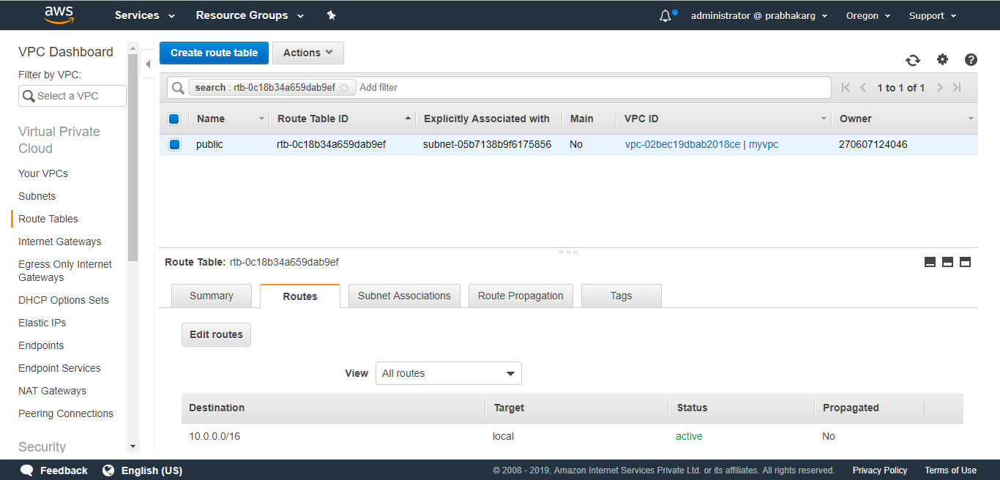 aws Services Resource Groups administrator @ prabhakarg Oregon Support
VPC Dashboard
Filter by VPC:
Select a VPC
Virtual Private
Cloud
Your VPCs
Subnets
Route Tables
Internet Gateways
Egress Only Internet
Gateways
DHCP Options Sets
Elastic IPs
Endpoints
Endpoint Services
NAT Gateways
Peering Connections
Security
Create route table Actions
search : rtb-0c18b34a659dab9ef Add filter 1 to 1 of 1
Name Route Table ID Explicitly Associated with Main VPC ID Owner
public rtb-0c18b34a659dab9ef subnet-05b7138b9f6175856 No vpc-02bec19dbab2018ce | myvpc 270607124046
Route Table: rtb-0c18b34a659dab9ef
Summary Routes Subnet Associations Route Propagation Tags
Edit routes
View All routes
Destination Target Status Propagated
10.0.0.0/16 local active No
Feedback English (US) © 2008 - 2019, Amazon Internet Services Private Ltd. or its affiliates. All rights reserved. Privacy Policy Terms of Use